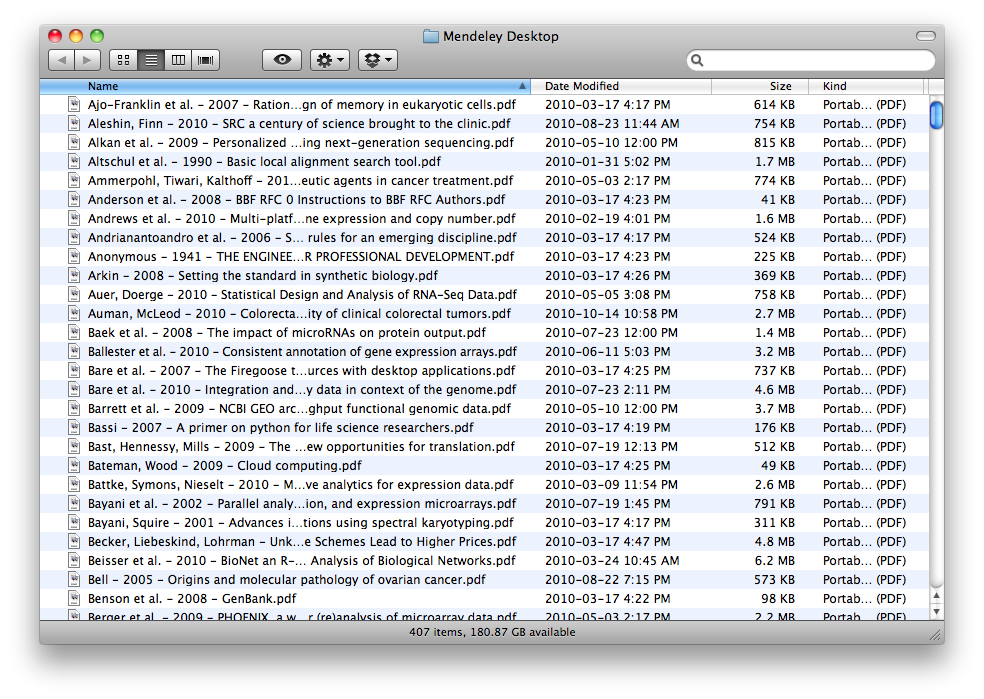 Mendeley Desktop
Name Date Modified Size Kind
Ajo-Franklin et al. – 2007 – Ration…gn of memory in eukaryotic cells.pdf 2010-03-17 4:17 PM 614 KB Portab… (PDF)
Aleshin, Finn – 2010 – SRC a century of science brought to the clinic.pdf 2010-08-23 11:44 AM 754 KB Portab… (PDF)
Alkan et al. – 2009 – Personalized …ing next-generation sequencing.pdf 2010-05-10 12:00 PM 815 KB Portab… (PDF)
Altschul et al. – 1990 – Basic local alignment search tool.pdf 2010-01-31 5:02 PM 1.7 MB Portab… (PDF)
Ammerpohl, Tiwari, Kalthoff – 201…eutic agents in cancer treatment.pdf 2010-05-03 2:17 PM 774 KB Portab… (PDF)
Anderson et al. – 2008 – BBF RFC 0 Instructions to BBF RFC Authors.pdf 2010-03-17 4:23 PM 41 KB Portab… (PDF)
Andrews et al. – 2010 – Multi-platf…ne expression and copy number.pdf 2010-02-19 4:01 PM 1.6 MB Portab… (PDF)
Andrianantoandro et al. – 2006 – S… rules for an emerging discipline.pdf 2010-03-17 4:17 PM 524 KB Portab… (PDF)
Anonymous – 1941 – THE ENGINEE…R PROFESSIONAL DEVELOPMENT.pdf 2010-03-17 4:23 PM 225 KB Portab… (PDF)
Arkin – 2008 – Setting the standard in synthetic biology.pdf 2010-03-17 4:26 PM 369 KB Portab… (PDF)
Auer, Doerge – 2010 – Statistical Design and Analysis of RNA-Seq Data.pdf 2010-05-05 3:08 PM 758 KB Portab… (PDF)
Auman, McLeod – 2010 – Colorecta…ity of clinical colorectal tumors.pdf 2010-10-14 10:58 PM 2.7 MB Portab… (PDF)
Baek et al. – 2008 – The impact of microRNAs on protein output.pdf 2010-07-23 12:00 PM 1.4 MB Portab… (PDF)
Ballester et al. – 2010 – Consistent annotation of gene expression arrays.pdf 2010-06-11 5:03 PM 3.2 MB Portab… (PDF)
Bare et al. – 2007 – The Firegoose t…urces with desktop applications.pdf 2010-03-17 4:25 PM 737 KB Portab… (PDF)
Bare et al. – 2010 – Integration and…y data in context of the genome.pdf 2010-07-23 2:11 PM 4.6 MB Portab… (PDF)
Barrett et al. – 2009 – NCBI GEO arc…ghput functional genomic data.pdf 2010-05-10 12:00 PM 3.7 MB Portab… (PDF)
Bassi – 2007 – A primer on python for life science researchers.pdf 2010-03-17 4:19 PM 176 KB Portab… (PDF)
Bast, Hennessy, Mills – 2009 – The …ew opportunities for translation.pdf 2010-07-19 12:13 PM 512 KB Portab… (PDF)
Bateman, Wood – 2009 – Cloud computing.pdf 2010-03-17 4:25 PM 49 KB Portab… (PDF)
Battke, Symons, Nieselt – 2010 – M…ve analytics for expression data.pdf 2010-03-09 11:54 PM 2.6 MB Portab… (PDF)
Bayani et al. – 2002 – Parallel analy…ion, and expression microarrays.pdf 2010-07-19 1:45 PM 791 KB Portab… (PDF)
Bayani, Squire – 2001 – Advances i…tions using spectral karyotyping.pdf 2010-03-17 4:17 PM 311 KB Portab… (PDF)
Becker, Liebeskind, Lohrman – Unk…e Schemes Lead to Higher Prices.pdf 2010-03-17 4:47 PM 4.8 MB Portab… (PDF)
Beisser et al. – 2010 – BioNet an R-… Analysis of Biological Networks.pdf 2010-03-24 10:45 AM 6.2 MB Portab… (PDF)
Bell – 2005 – Origins and molecular pathology of ovarian cancer.pdf 2010-08-22 7:15 PM 573 KB Portab… (PDF)
Benson et al. – 2008 – GenBank.pdf 2010-03-17 4:22 PM 98 KB Portab… (PDF)
Berger et al. – 2009 – PHOENIX, a w…r (re)analysis of microarray data.pdf 2010-05-03 2:17 PM 2.2 MB Portab… (PDF)
407 items, 180.87 GB available